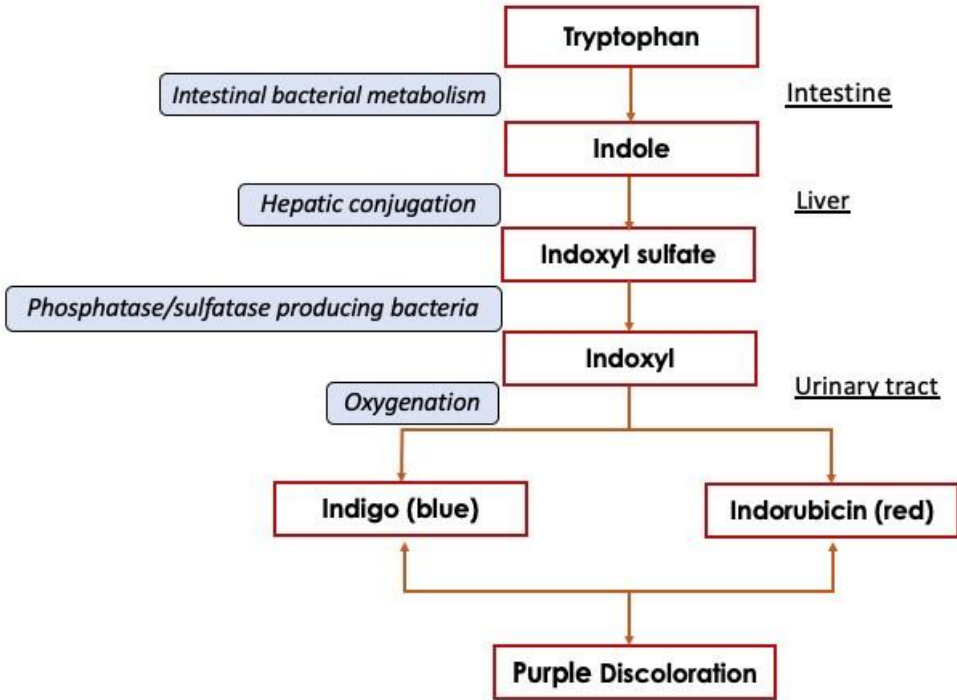 Tryptophan
Intestinal bacterial metabolism
Intestine
Indole
Hepatic conjugation
Liver
Indoxyl sulfate
Phosphatase/sulfatase producing bacteria
Indoxyl
Urinary tract
Oxygenation
Indigo (blue)
Indorubicin (red)
Purple Discoloration